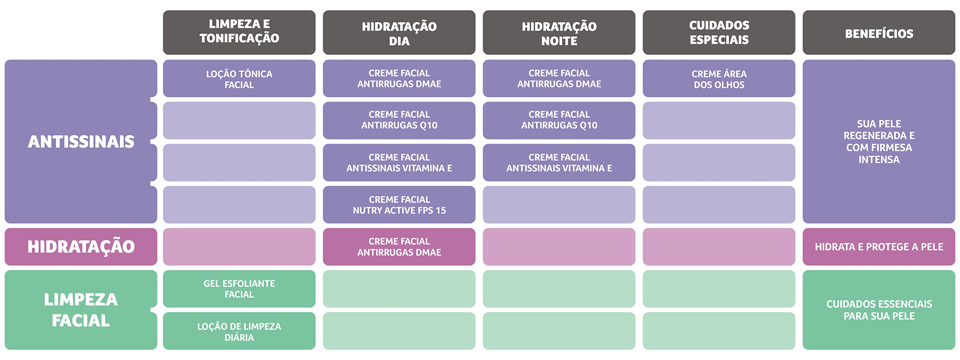 LIMPEZA E
TONIFICAÇÃO
HIDRATAÇÃO
DIA
HIDRATAÇÃO
NOITE
CUIDADOS
ESPECIAIS
BENEFÍCIOS
ANTISSINAIS
LOÇÃO TÔNICA
FACIAL
CREME FACIAL
ANTIRRUGAS DMAE
CREME FACIAL
ANTIRRUGAS DMAE
CREME ÁREA
DOS OLHOS
CREME FACIAL
ANTIRRUGAS Q10
CREME FACIAL
ANTIRRUGAS Q10
CREME FACIAL
ANTISSINAIS VITAMINA E
CREME FACIAL
ANTISSINAIS VITAMINA E
CREME FACIAL
NUTRY ACTIVE FPS 15
SUA PELE
REGENERADA E
COM FIRMESA
INTENSA
HIDRATAÇÃO
CREME FACIAL
ANTIRRUGAS DMAE
HIDRATA E PROTEGE A PELE
LIMPEZA
FACIAL
GEL ESFOLIANTE
FACIAL
LOÇÃO DE LIMPEZA
DIÁRIA
CUIDADOS ESSENCIAIS
PARA SUA PELE